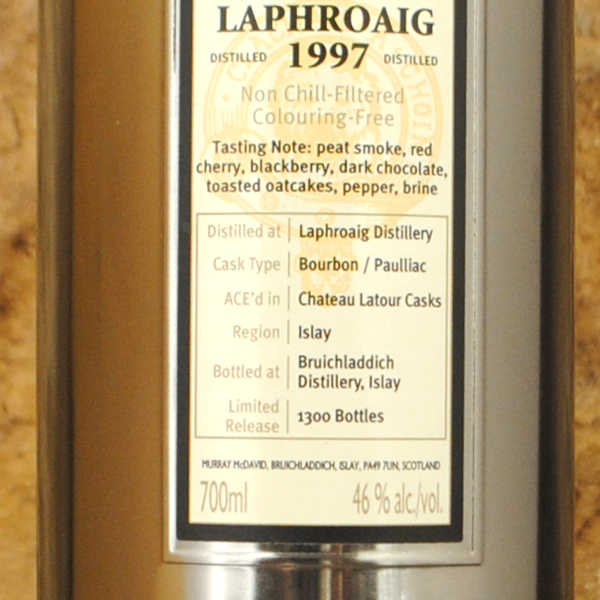 LAPHROAIG
DISTILLED 1997 DISTILLED
Non Chill-Filtered
Colouring-Free
Tasting Note: peat smoke, red
cherry, blackberry, dark chocolate,
toasted oatcakes, pepper, brine
Distilled at Laphroaig Distillery
Cask Type Bourbon / Paulliac
ACE'd in Chateau Latour Casks
Region Islay
Bottled at Bruichladdich
Distillery, Islay
Limited
Release 1300 Bottles
MURRAY McDAVID, BRUICHLADDICH, ISLAY, PA49 7UN, SCOTLAND
700ml 46 % alc./vol.